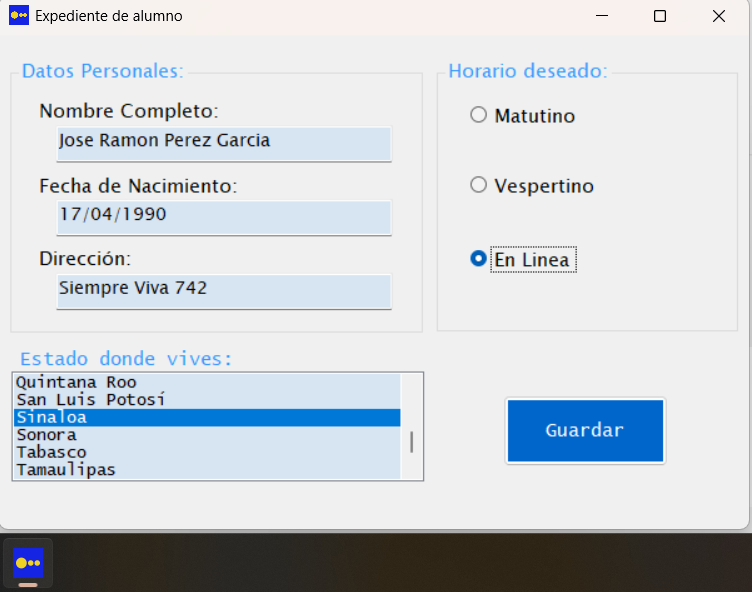 Expediente de alumno
Datos Personales:
Nombre Completo:
Jose Ramon Perez Garcia
Fecha de Nacimiento:
17/04/1990
Dirección:
Siempre Viva 742
Horario deseado:
Matutino
Vespertino
En Linea
Estado donde vives:
Quintana Roo
San Luis Potosí
Sinaloa
Sonora
Tabasco
Tamaulipas
Guardar